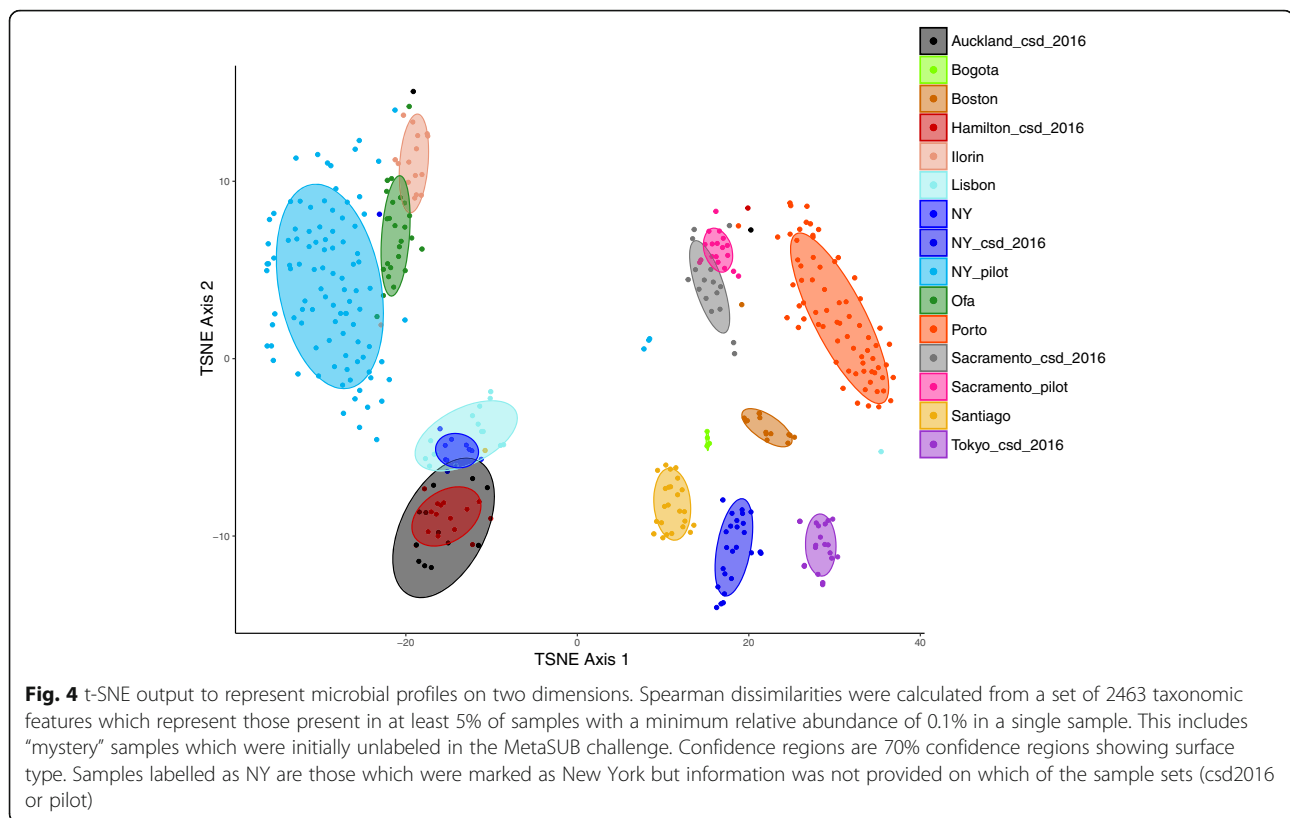 Auckland_csd_2016
Bogota
Boston
Hamilton_csd_2016
Ilorin
Lisbon
NY
NY_csd_2016
NY_pilot
Ofa
Porto
Sacramento_csd_2016
Sacramento_pilot
Santiago
Tokyo_csd_2016
TSNE Axis 2
10
0
−10
−20
0
20
40
TSNE Axis 1
Fig. 4 t-SNE output to represent microbial profiles on two dimensions. Spearman dissimilarities were calculated from a set of 2463 taxonomic
features which represent those present in at least 5% of samples with a minimum relative abundance of 0.1% in a single sample. This includes
“mystery” samples which were initially unlabeled in the MetaSUB challenge. Confidence regions are 70% confidence regions showing surface
type. Samples labelled as NY are those which were marked as New York but information was not provided on which of the sample sets (csd2016
or pilot)